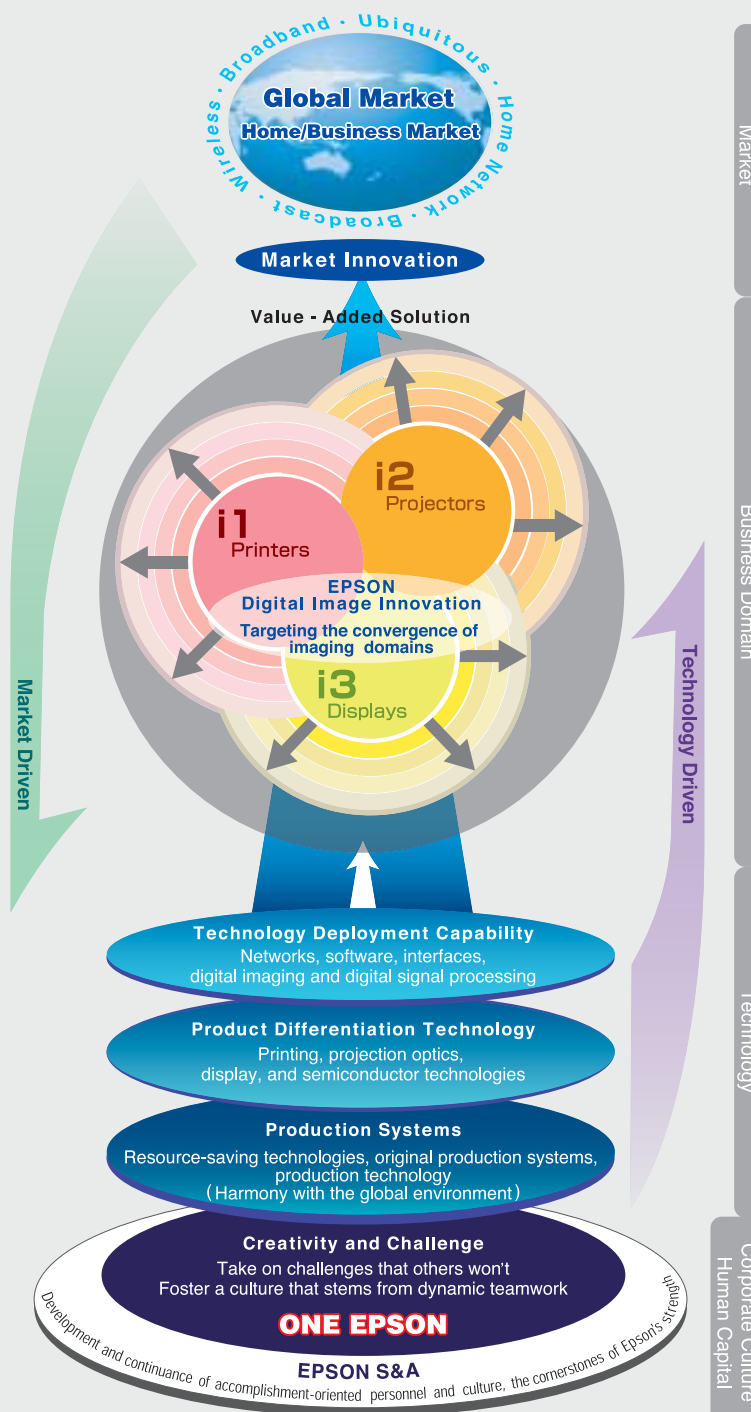 Wireless · Broadband · Ubiquitous · Home Network · Broadcast ·
Global Market
Home/Business Market
Market Innovation
Value - Added Solution
i2
Projectors
i1
Printers
EPSON
Digital Image Innovation
Targeting the convergence of
imaging domains
i3
Displays
Market Driven
Technology Driven
Technology Deployment Capability
Networks, software, interfaces,
digital imaging and digital signal processing
Product Differentiation Technology
Printing, projection optics,
display, and semiconductor technologies
Production Systems
Resource-saving technologies, original production systems,
production technology
(Harmony with the global environment)
Creativity and Challenge
Take on challenges that others won't
Foster a culture that stems from dynamic teamwork
ONE EPSON
EPSON S&A
Development and continuance of accomplishment-oriented personnel and culture, the cornerstones of Epson's strength
Market
Business Domain
Technology
Corporate Culture
Human Capital